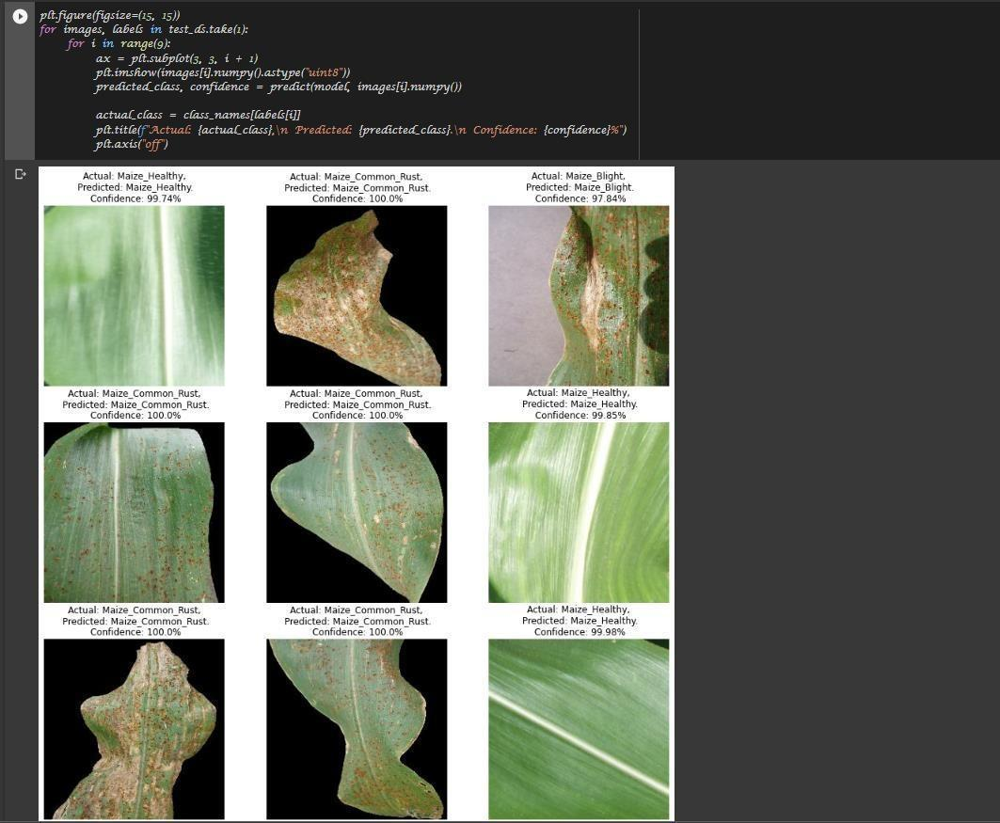 plt.figure(figsize=(15, 15))
for images, labels in test_ds.take(1):
    for i in range(9):
        ax = plt.subplot(3, 3, i + 1)
        plt.imshow(images[i].numpy().astype("uint8"))
        predicted_class, confidence = predict(model, images[i].numpy())
        actual_class = class_names[labels[i]]
        plt.title(f"Actual: {actual_class},\n Predicted: {predicted_class}.\n Confidence: {confidence}%")
        plt.axis("off")
Actual: Maize_Healthy,
Predicted: Maize_Healthy.
Confidence: 99.74%
Actual: Maize_Common_Rust,
Predicted: Maize_Common_Rust.
Confidence: 100.0%
Actual: Maize_Blight,
Predicted: Maize_Blight.
Confidence: 97.84%
Actual: Maize_Common_Rust,
Predicted: Maize_Common_Rust.
Confidence: 100.0%
Actual: Maize_Common_Rust,
Predicted: Maize_Common_Rust.
Confidence: 100.0%
Actual: Maize_Healthy,
Predicted: Maize_Healthy.
Confidence: 99.85%
Actual: Maize_Common_Rust,
Predicted: Maize_Common_Rust.
Confidence: 100.0%
Actual: Maize_Common_Rust,
Predicted: Maize_Common_Rust.
Confidence: 100.0%
Actual: Maize_Healthy,
Predicted: Maize_Healthy.
Confidence: 99.98%